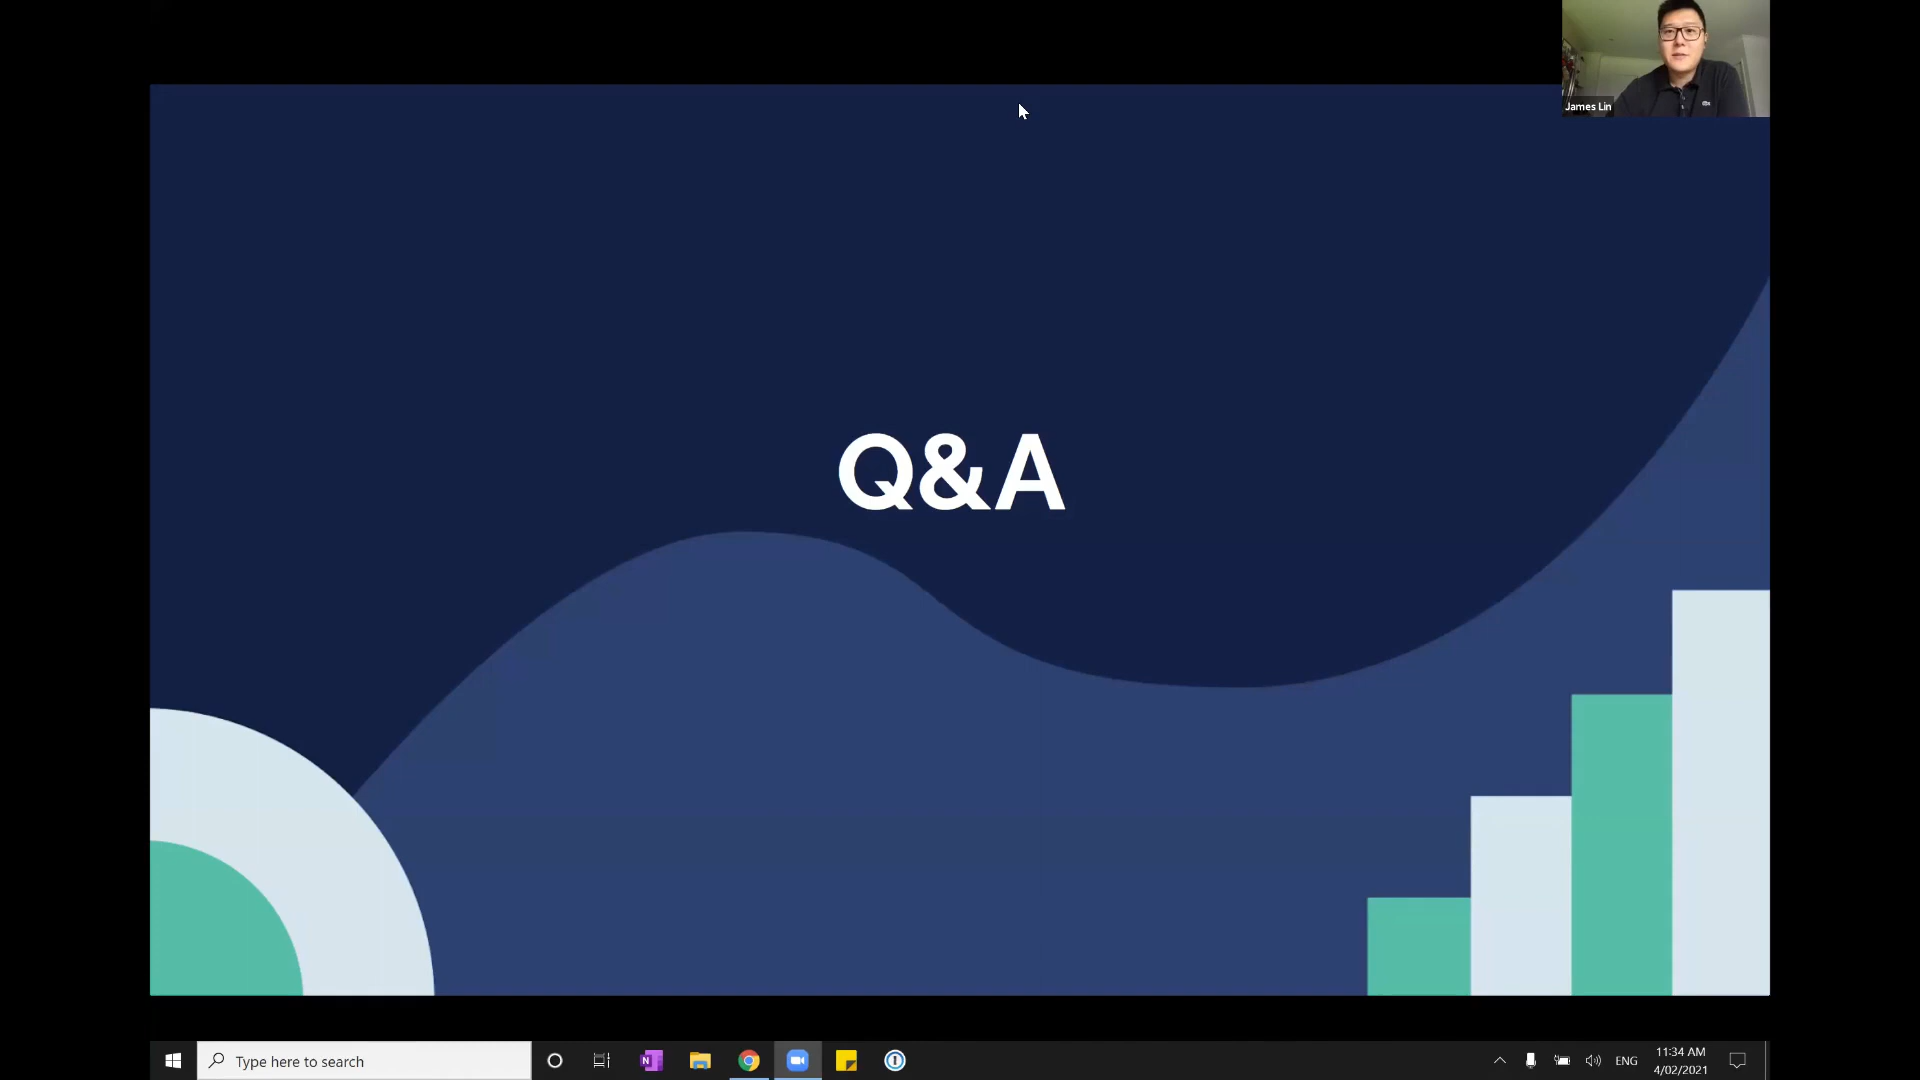 James Lin
Q&A
Type here to search
N
ENG
11:34 AM
4/02/2021